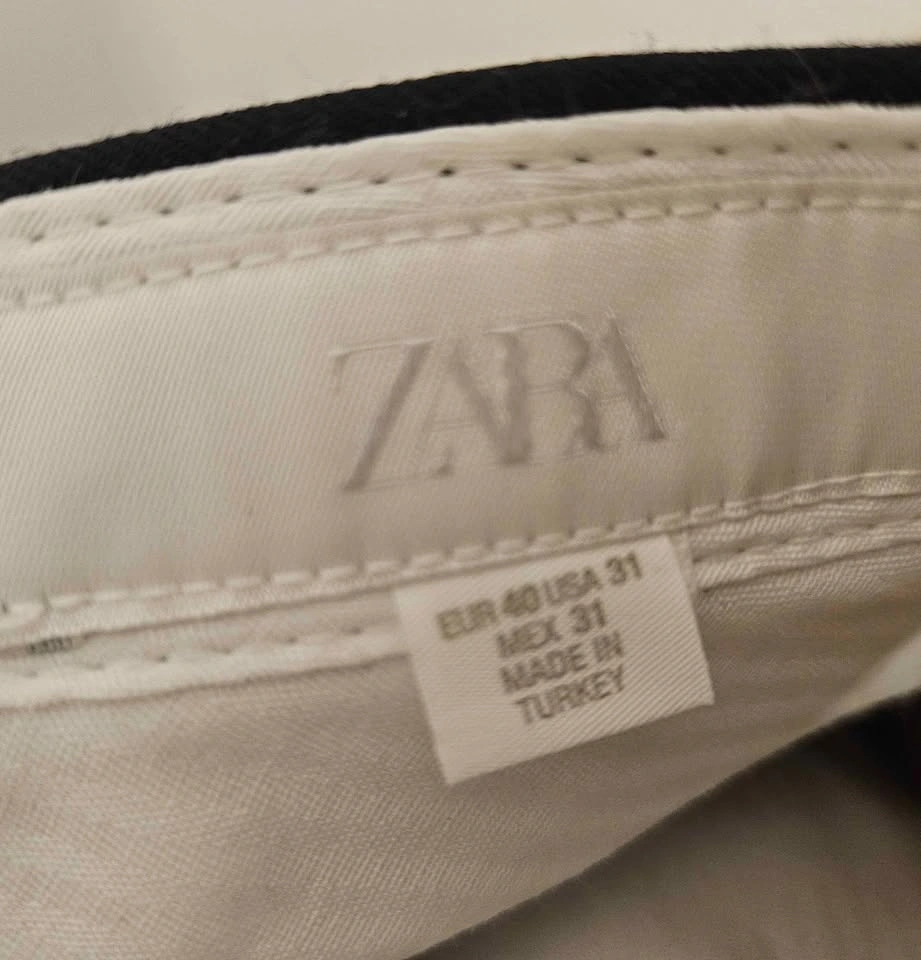 ZARA
EUR 40 USA 31
MEX 31
MADE IN
TURKEY